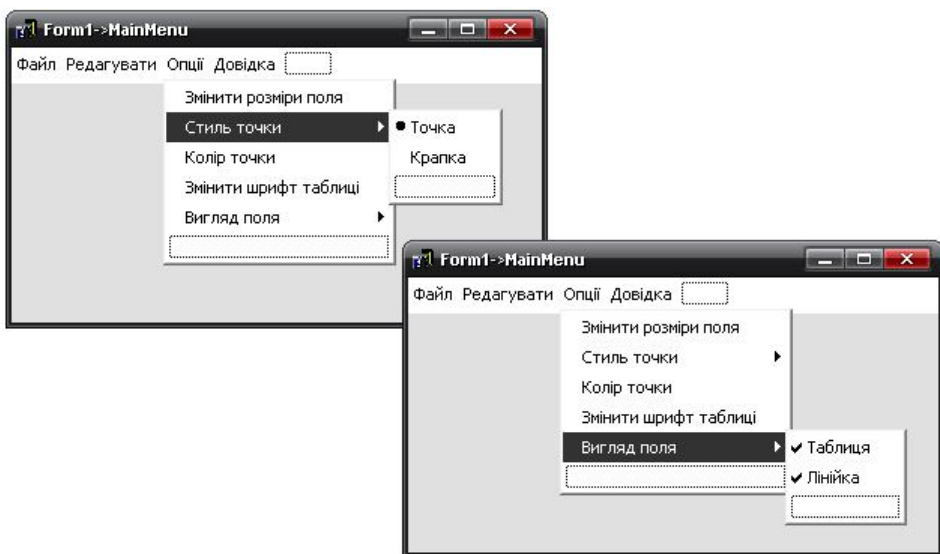 Form1->MainMenu
Файл Редагувати Опції Довідка
Змінити розміри поля
Стиль точки
Точка
Колір точки
Крапка
Змінити шрифт таблиці
Вигляд поля
Form1->MainMenu
Файл Редагувати Опції Довідка
Змінити розміри поля
Стиль точки
Колір точки
Змінити шрифт таблиці
Вигляд поля
Таблиця
Лінійка